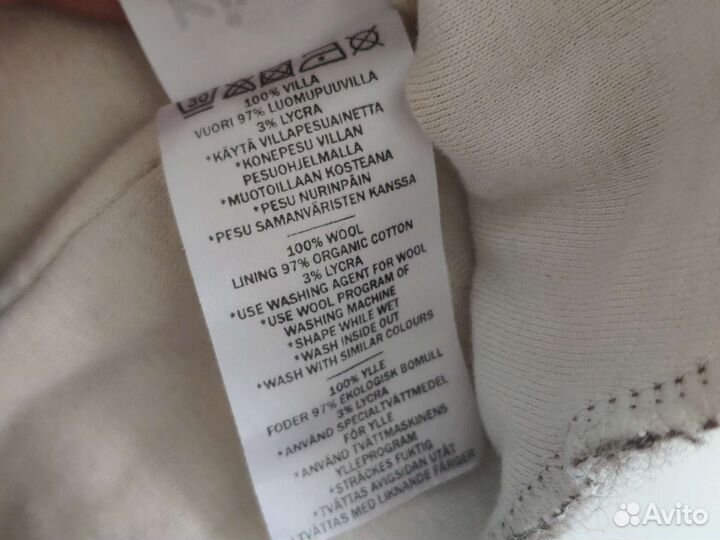 30
100% VILLA
VUORI 97% LUOMUPUUVILLA
3% LYCRA
*KÄYTÄ VILLAPESUAINETTA
*KONEPESU VILLAN
PESUOHJELMALLA
*MUOTOILLAAN KOSTEANA
*PESU NURINPÄIN
*PESU SAMANVÄRISTEN KANSSA
100% WOOL
LINING 97% ORGANIC COTTON
3% LYCRA
*USE WASHING AGENT FOR WOOL
*USE WOOL PROGRAM OF
WASHING MACHINE
*SHAPE WHILE WET
*WASH INSIDE OUT
*WASH WITH SIMILAR COLOURS
100% YLLE
FODER 97% EKOLOGISK BOMULL
3% LYCRA
*ANVÄND SPECIALTVÄTTMEDEL
FÖR YLLE
*ANVÄND TVÄTTMASKINENS
YLLEPROGRAM
*STRÄCKES FUKTIG
*TVÄTTAS AVIGSIDAN UTÅT
*TVÄTTAS MED LIKNANDE FÄRGER
Avito